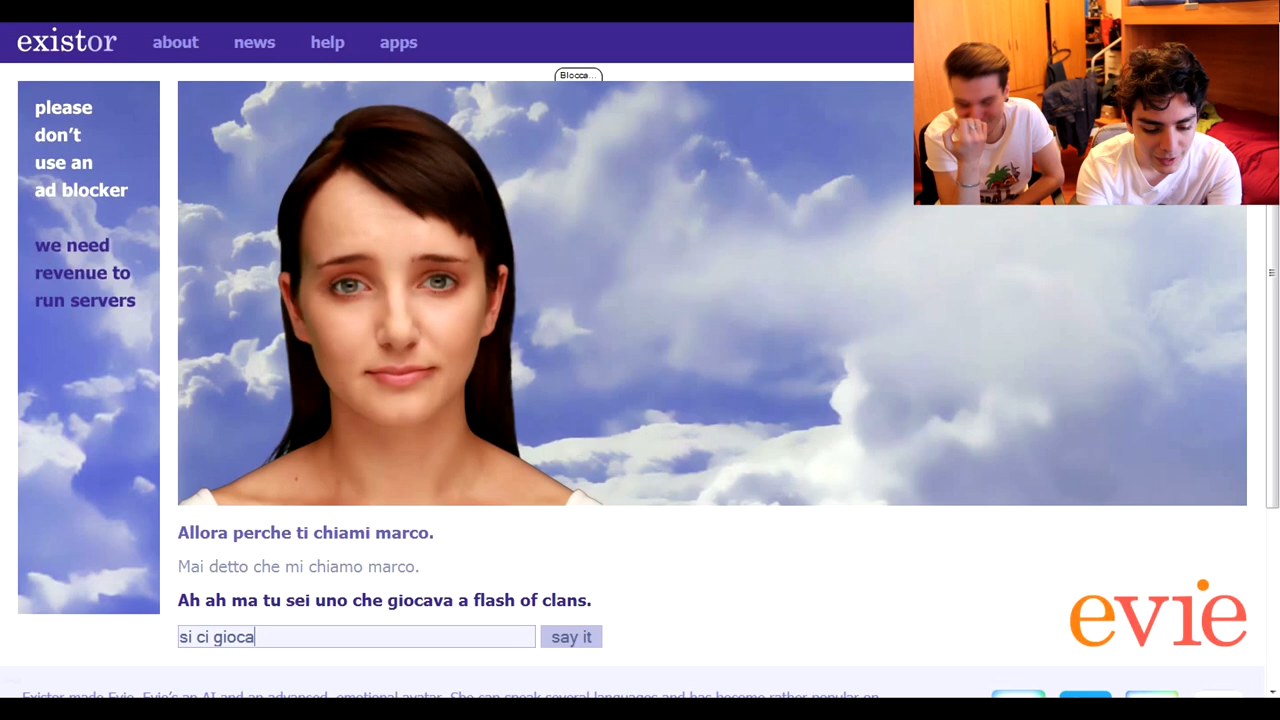 existor about news help apps
Blocca...
please
don't
use an
ad blocker
we need
revenue to
run servers
Allora perche ti chiami marco.
Mai detto che mi chiamo marco.
Ah ah ma tu sei uno che giocava a flash of clans.
si ci gioca
say it
evie
Existor made Evie. Evie's an AI and an advanced, emotional avatar. She can speak several languages and has become rather popular on